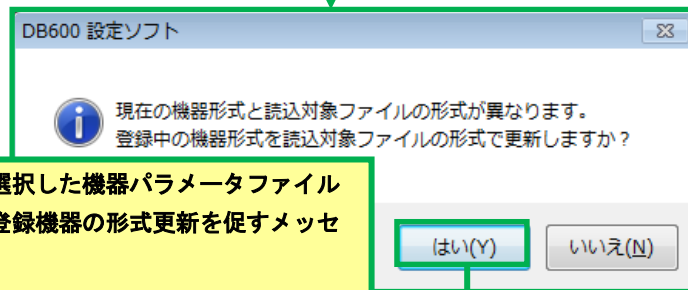 DB600 設定ソフト
現在の機器形式と読込対象ファイルの形式が異なります。
登録中の機器形式を読込対象ファイルの形式で更新しますか？
選択した機器パラメータファイル
登録機器の形式更新を促すメッセ
はい(Y)
いいえ(N)